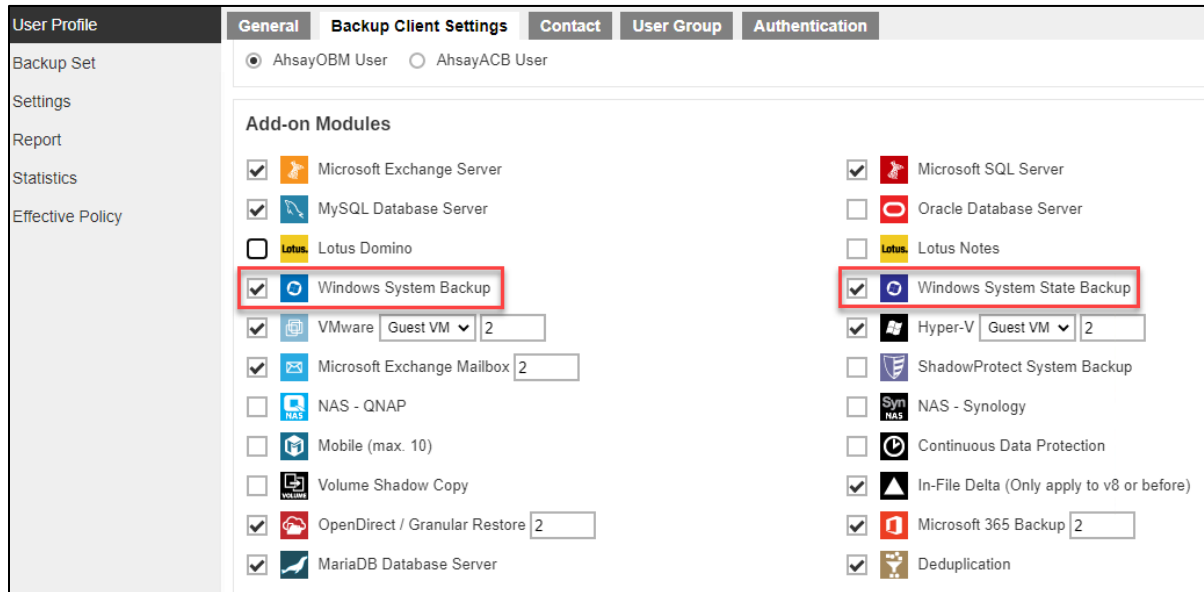 User Profile
Backup Set
Settings
Report
Statistics
Effective Policy
General Backup Client Settings Contact User Group Authentication
AhsayOBM User AhsayACB User
Add-on Modules
Microsoft Exchange Server Microsoft SQL Server
MySQL Database Server Oracle Database Server
Lotus. Lotus Domino Lotus. Lotus Notes
Windows System Backup Windows System State Backup
VMware Guest VM 2 Hyper-V Guest VM 2
Microsoft Exchange Mailbox 2 ShadowProtect System Backup
NAS NAS - QNAP Syn NAS NAS - Synology
Mobile (max. 10) Continuous Data Protection
VOLUME Volume Shadow Copy In-File Delta (Only apply to v8 or before)
OpenDirect / Granular Restore 2 Microsoft 365 Backup 2
MariaDB Database Server Deduplication